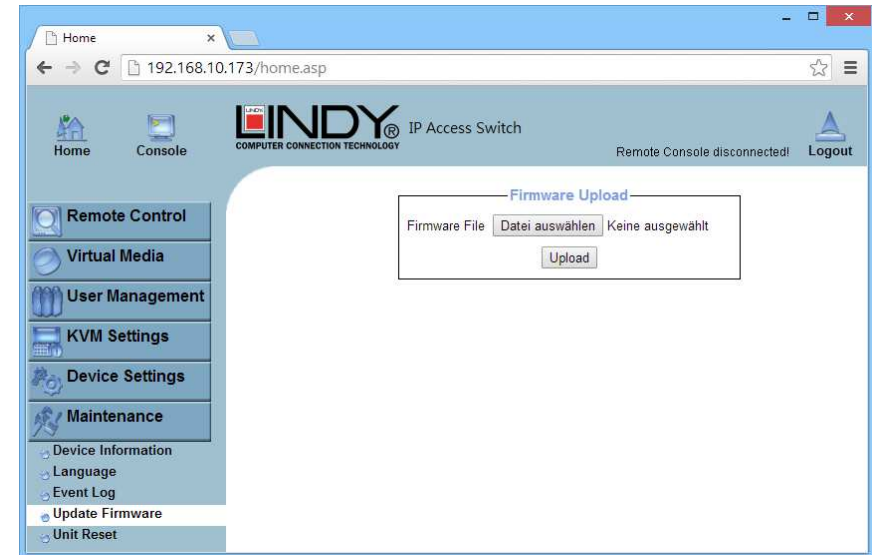 Home
192.168.10.173/home.asp
Home
Console
LINDY
LINDY®
COMPUTER CONNECTION TECHNOLOGY
IP Access Switch
Remote Console disconnected!
Logout
Remote Control
Virtual Media
User Management
KVM Settings
Device Settings
Maintenance
Device Information
Language
Event Log
Update Firmware
Unit Reset
Firmware Upload
Firmware File Datei auswählen Keine ausgewählt
Upload